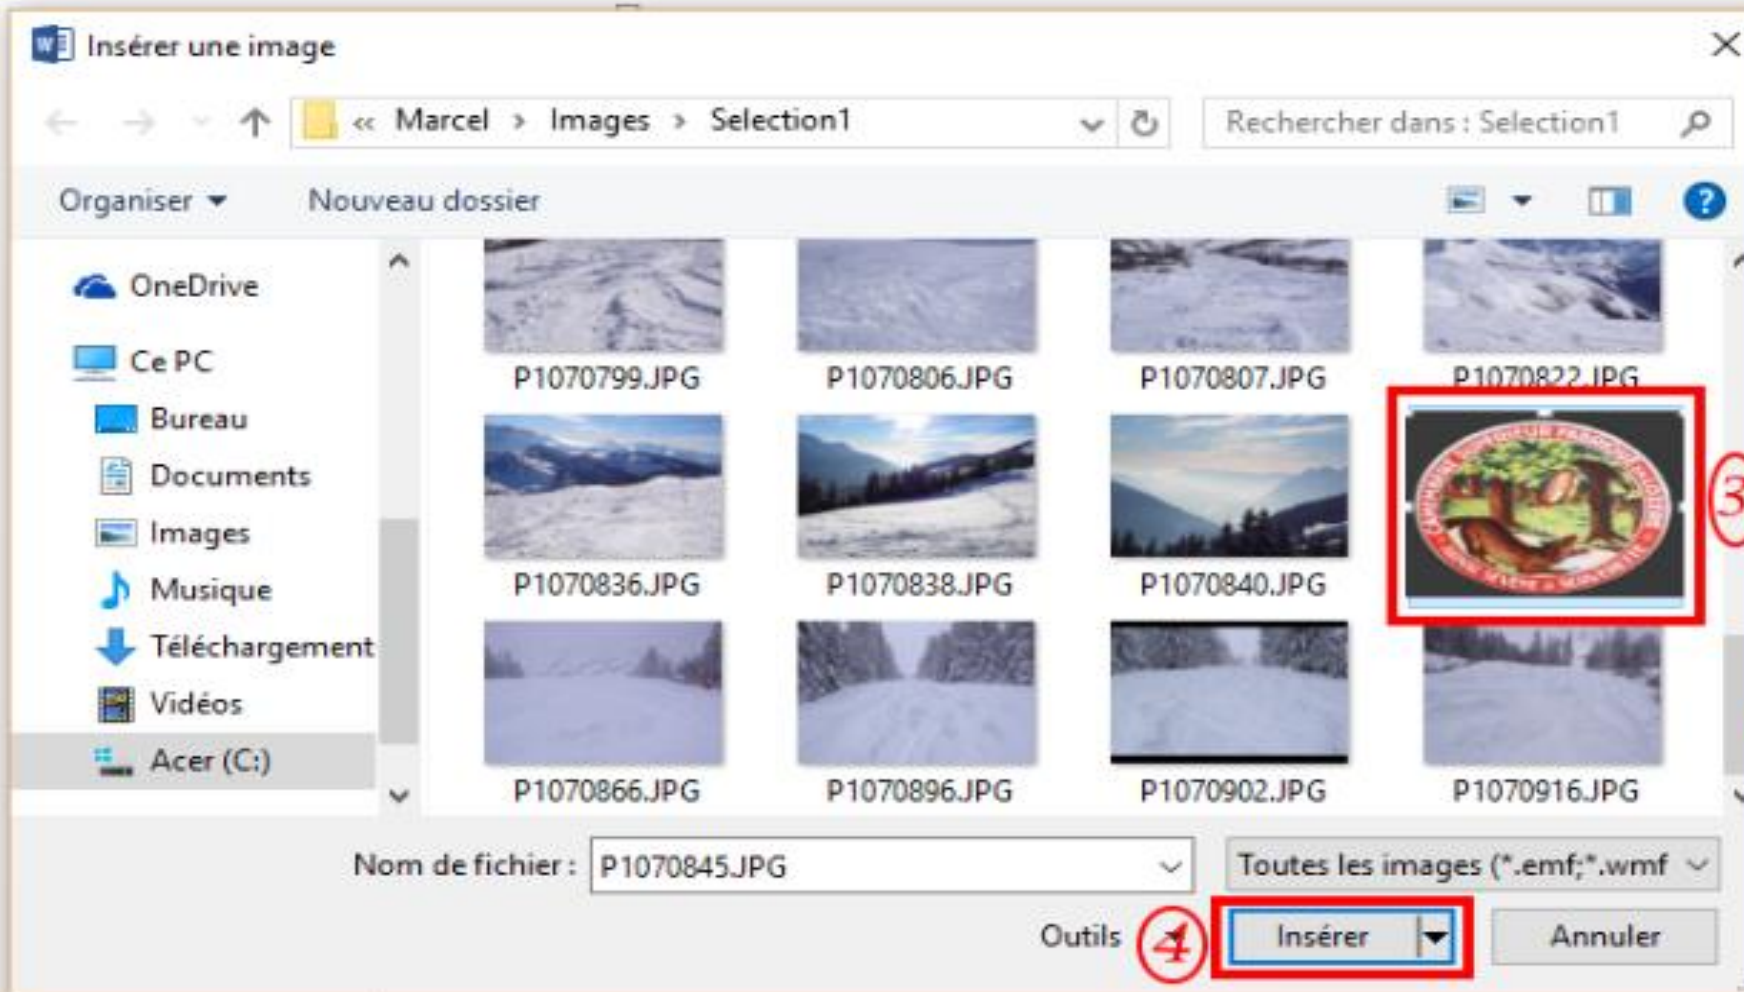 Insérer une image
« Marcel › Images › Selection1
Rechercher dans : Selection1
Organiser
Nouveau dossier
OneDrive
Ce PC
Bureau
Documents
Images
Musique
Téléchargement
Vidéos
Acer (C:)
P1070799.JPG
P1070806.JPG
P1070807.JPG
P1070822.JPG
P1070836.JPG
P1070838.JPG
P1070840.JPG
3
P1070866.JPG
P1070896.JPG
P1070902.JPG
P1070916.JPG
Nom de fichier : P1070845.JPG
Toutes les images (*.emf;*.wmf
Outils
4
Insérer
Annuler